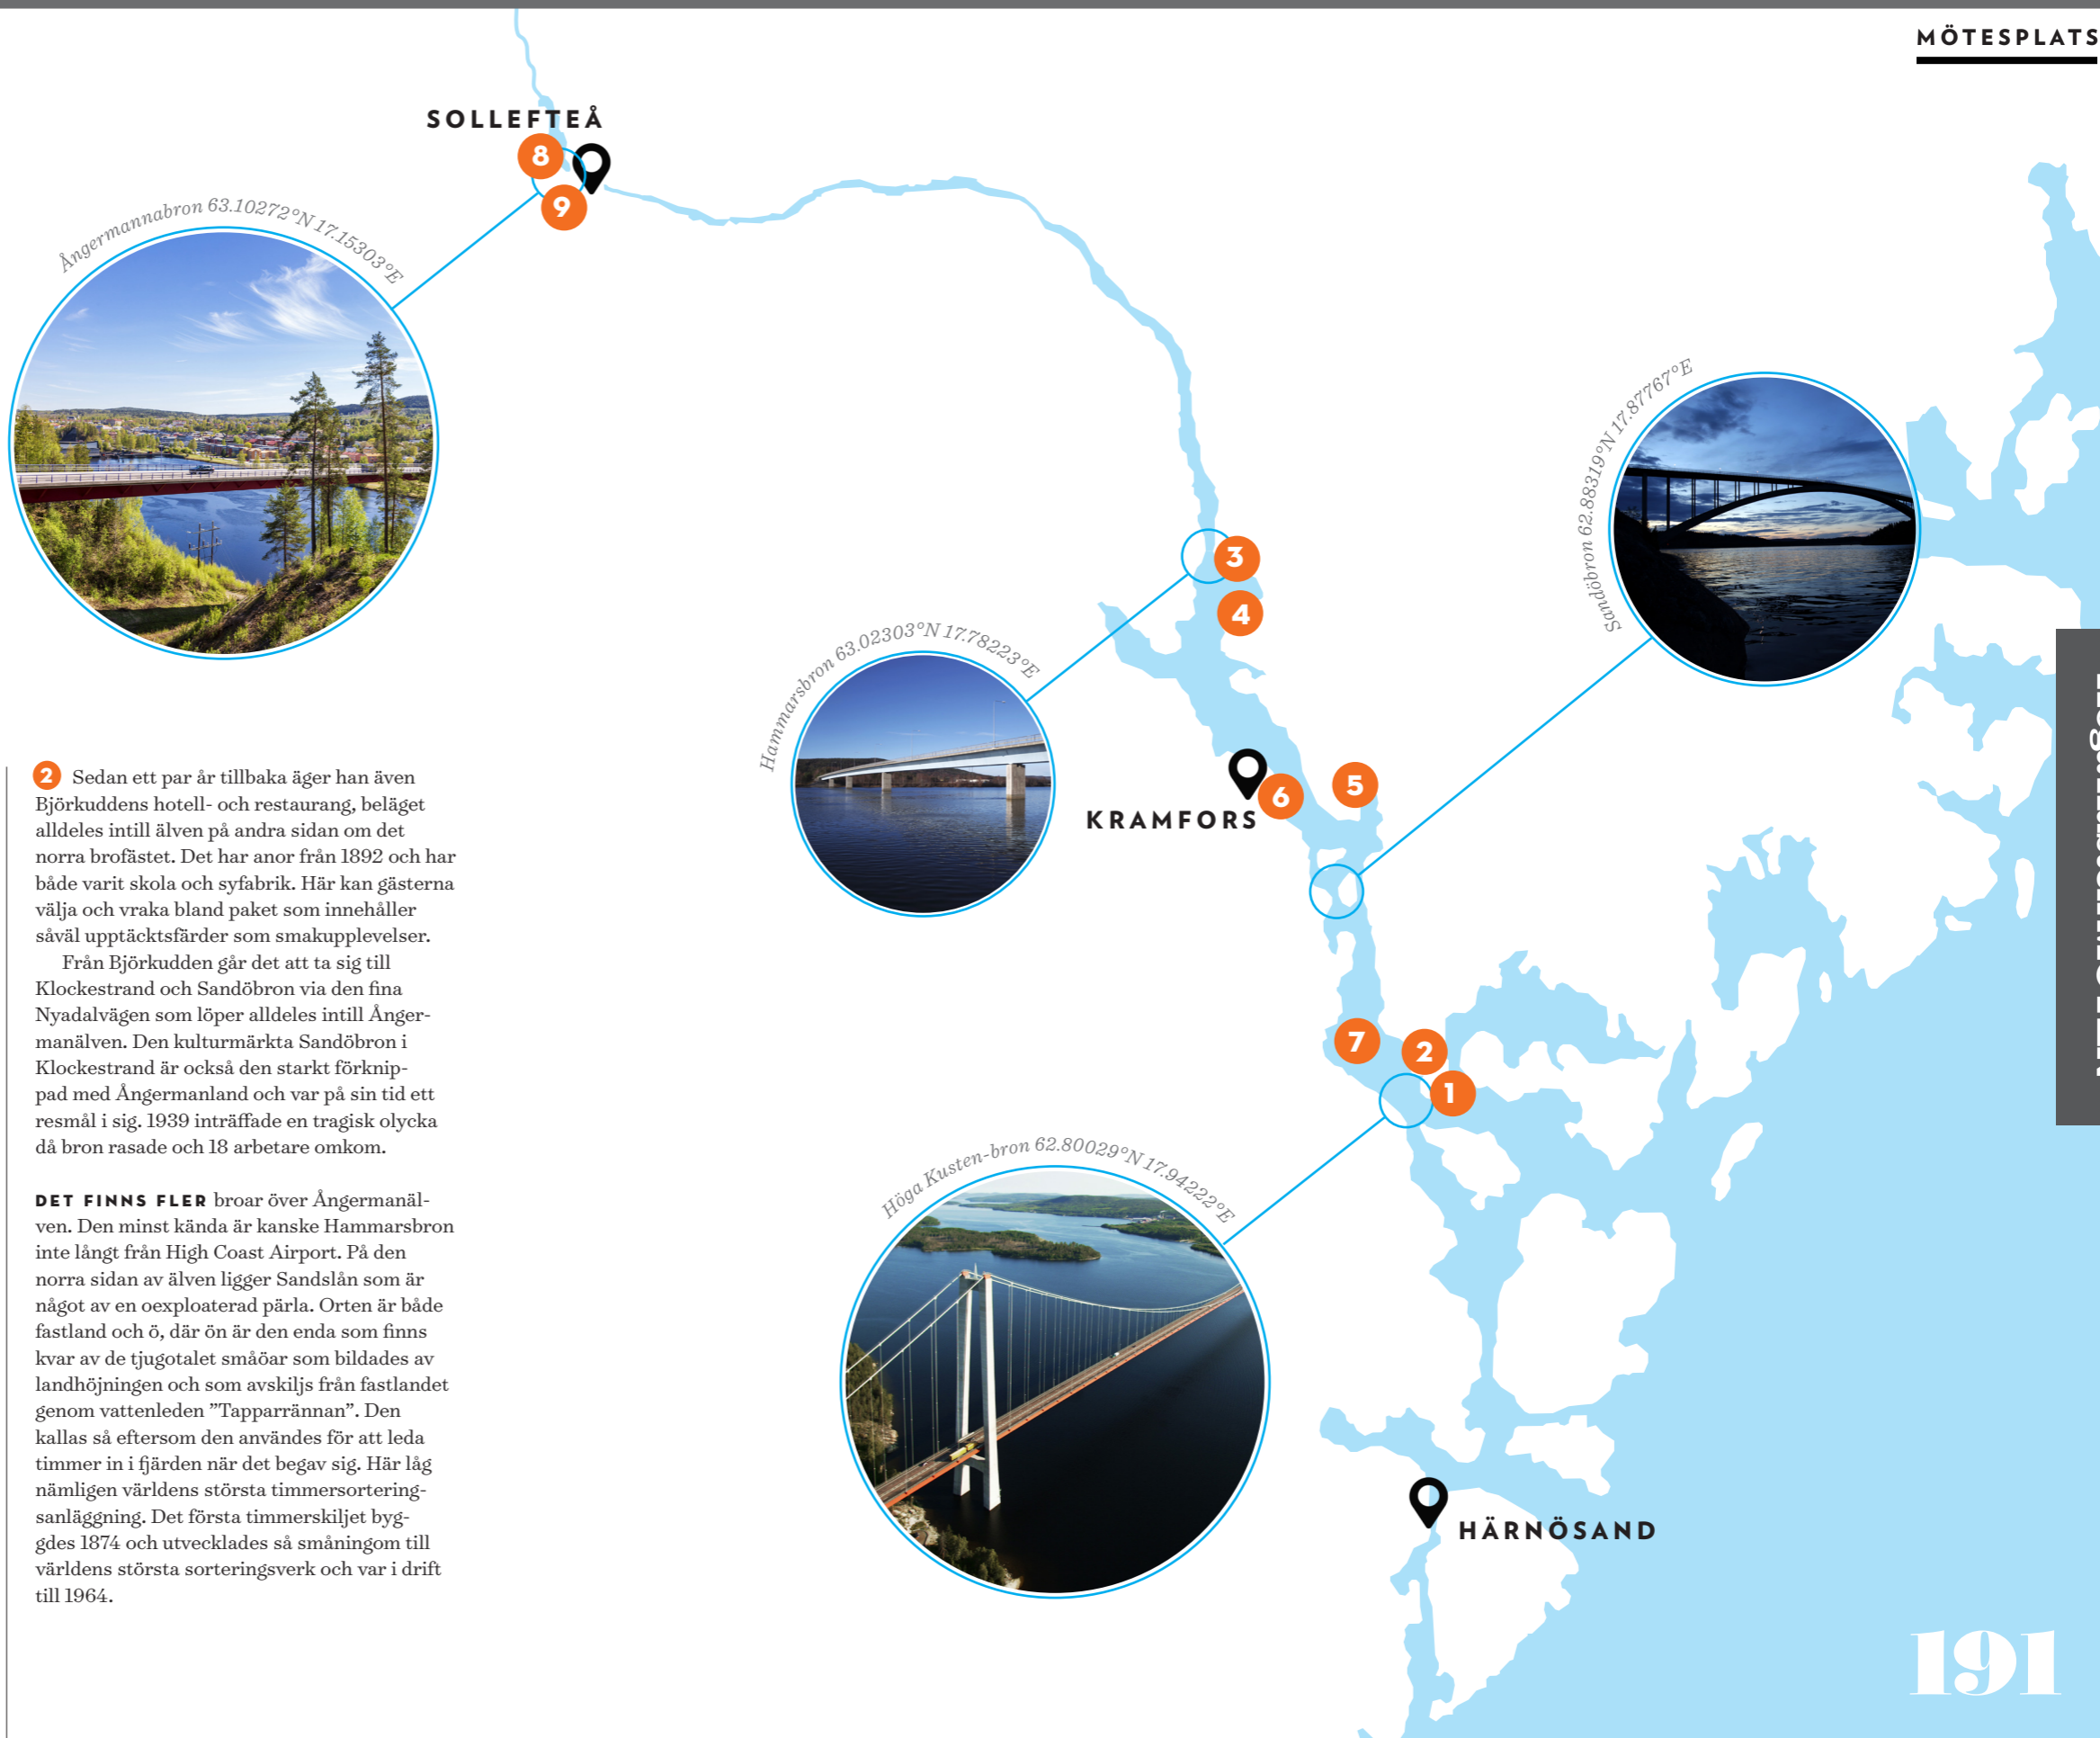 MÖTESPLATS
SOLLEFTEÅ
8
9
Ångermannabron 63.10272°N 17.15303°E
Sandöbron 62.88319°N 17.87767°E
3
4
Hammarsbron 63.02303°N 17.78223°E
KRAMFORS
6
5
7
2
1
Höga Kusten-bron 62.80029°N 17.94222°E
HÄRNÖSAND
2 Sedan ett par år tillbaka äger han även
Björkuddens hotell- och restaurang, beläget
alldeles intill älven på andra sidan om det
norra brofästet. Det har anor från 1892 och har
både varit skola och syfabrik. Här kan gästerna
välja och vraka bland paket som innehåller
såväl upptäcktsfärder som smakupplevelser.
Från Björkudden går det att ta sig till
Klockestrand och Sandöbron via den fina
Nyadalvägen som löper alldeles intill Ånger-
manälven. Den kulturmärkta Sandöbron i
Klockestrand är också den starkt förknip-
pad med Ångermanland och var på sin tid ett
resmål i sig. 1939 inträffade en tragisk olycka
då bron rasade och 18 arbetare omkom.
DET FINNS FLER broar över Ångermanäl-
ven. Den minst kända är kanske Hammarsbron
inte långt från High Coast Airport. På den
norra sidan av älven ligger Sandslån som är
något av en oexploaterad pärla. Orten är både
fastland och ö, där ön är den enda som finns
kvar av de tjugotalet småöar som bildades av
landhöjningen och som avskiljs från fastlandet
genom vattenleden ”Tapparrännan”. Den
kallas så eftersom den användes för att leda
timmer in i fjärden när det begav sig. Här låg
nämligen världens största timmersortering-
sanläggning. Det första timmerskiljet byg-
gdes 1874 och utvecklades så småningom till
världens största sorteringsverk och var i drift
till 1964.
191